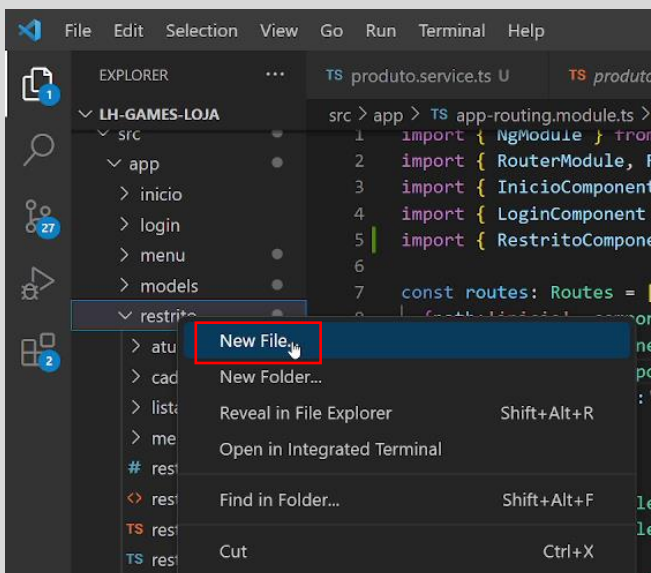 File Edit Selection View Go Run Terminal Help
EXPLORER ... TS produto.service.ts U TS
LH-GAMES-LOJA src > app > TS app-routing.module.ts >
src 1 import { NgModule }
app 2 import { RouterModule,
inicio 3 import {
login 4 import { LoginComponent
menu 5 import {
models 6
restrito 7 const routes: Routes =
New File...
New Folder...
Reveal in File Explorer Shift+Alt+R
Open in Integrated Terminal
Find in Folder... Shift+Alt+F
Cut Ctrl+X
1
27
2